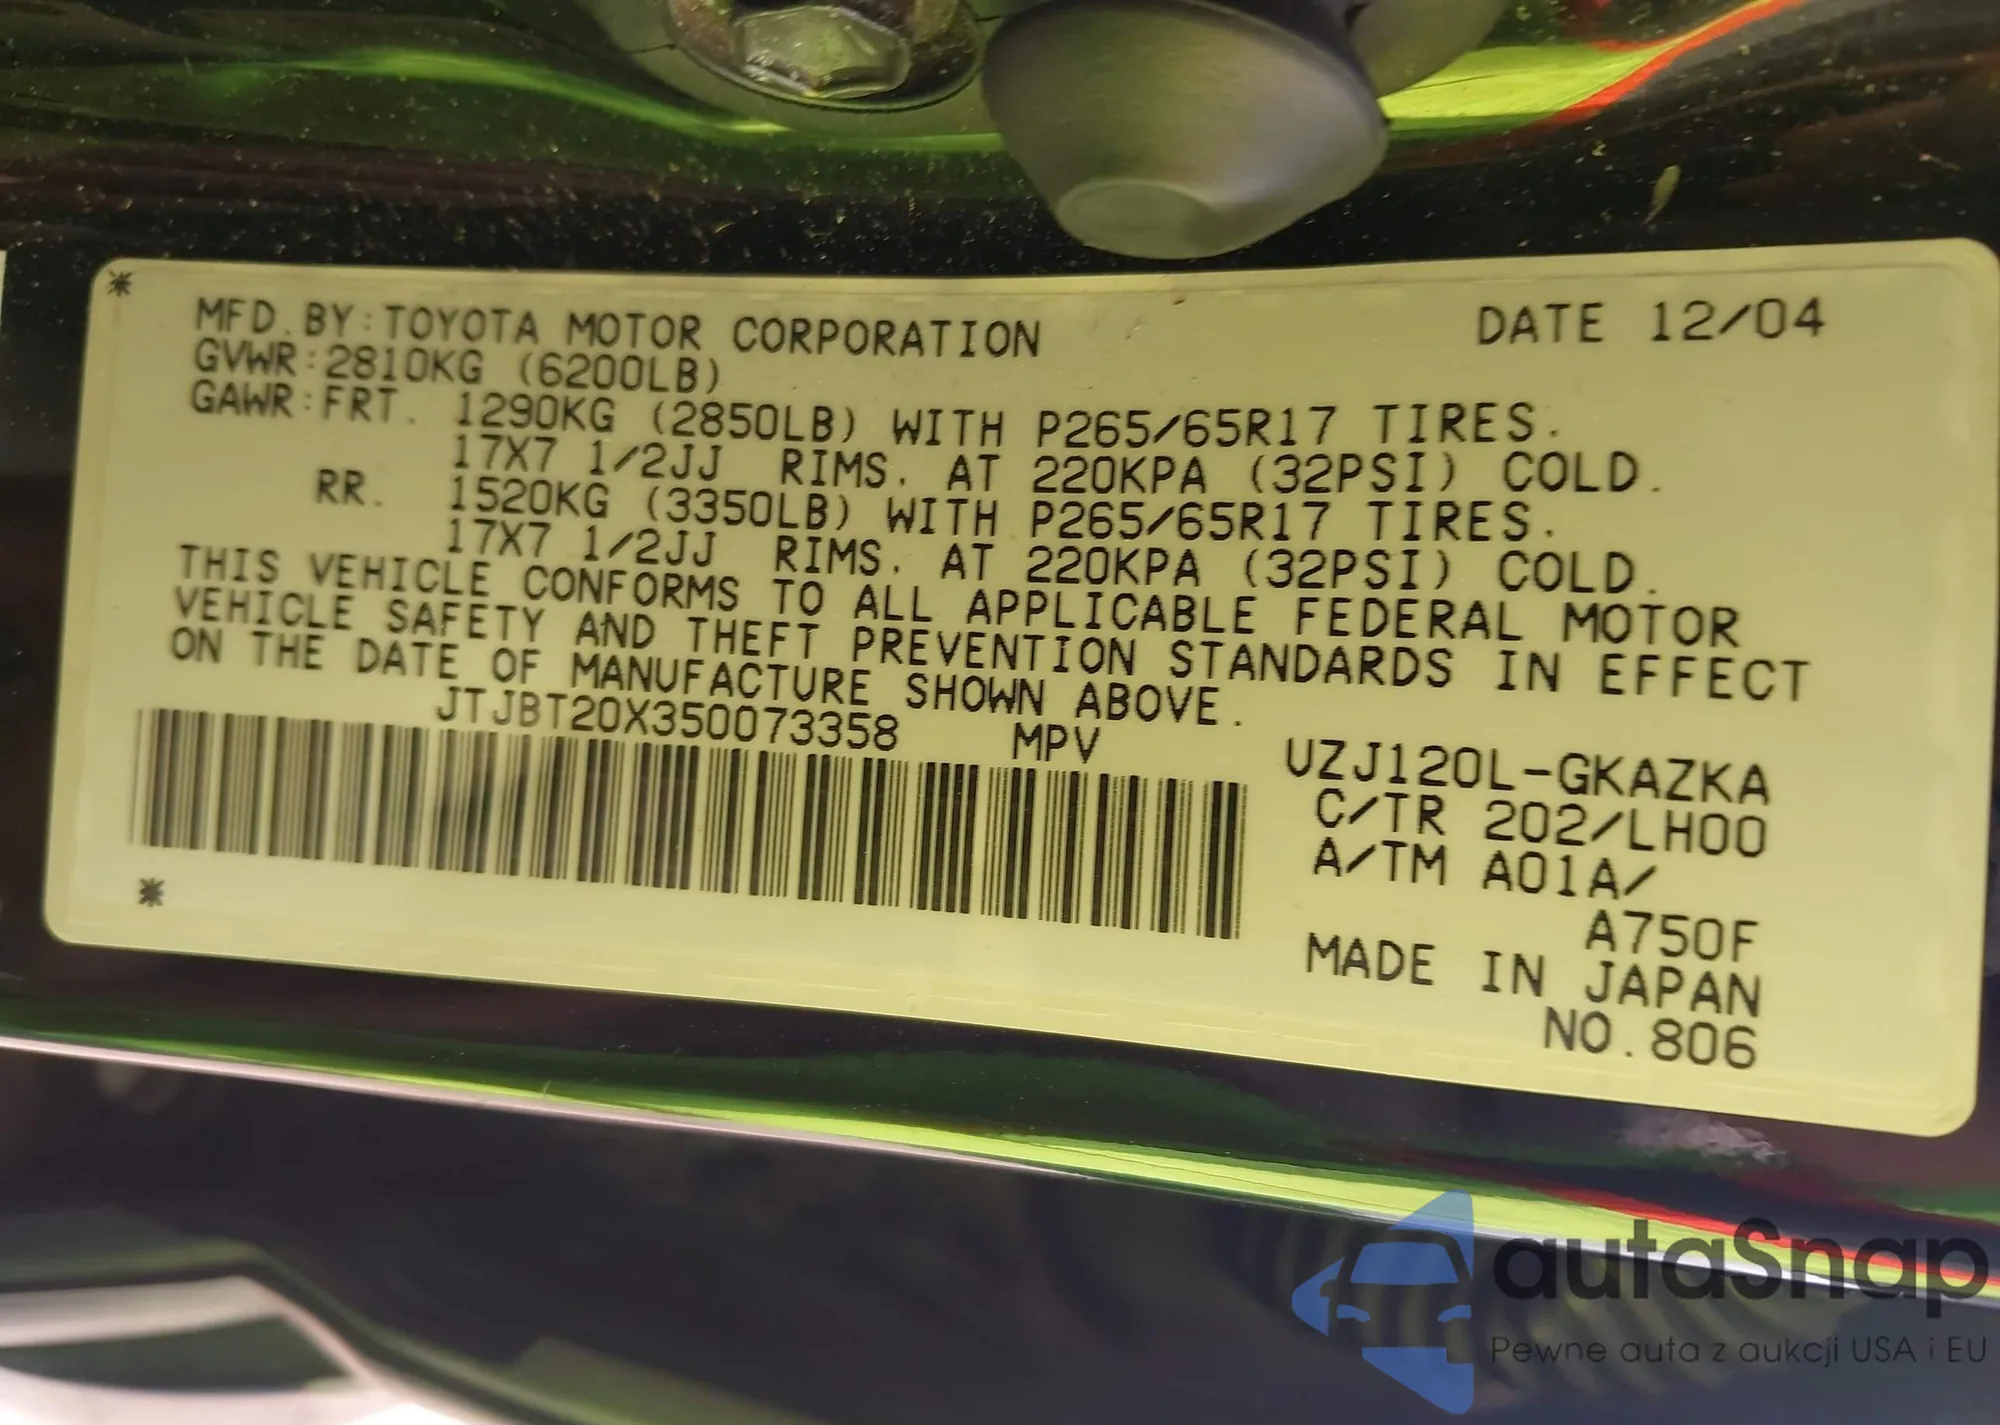 MFD. BY: TOYOTA MOTOR CORPORATION DATE 12/04
GVWR: 2810KG (6200LB)
GAWR: FRT. 1290KG (2850LB) WITH P265/65R17 TIRES.
17X7 1/2JJ RIMS. AT 220KPA (32PSI) COLD.
RR. 1520KG (3350LB) WITH P265/65R17 TIRES.
17X7 1/2JJ RIMS. AT 220KPA (32PSI) COLD.
THIS VEHICLE CONFORMS TO ALL APPLICABLE FEDERAL MOTOR
VEHICLE SAFETY AND THEFT PREVENTION STANDARDS IN EFFECT
ON THE DATE OF MANUFACTURE SHOWN ABOVE.
JTJBT20X350073358 MPV
UZJ120L-GKAZKA
C/TR 202/LH00
A/TM A01A/
A750F
MADE IN JAPAN
NO.806
autaSnap
Pewne auta z aukcji USA i EU